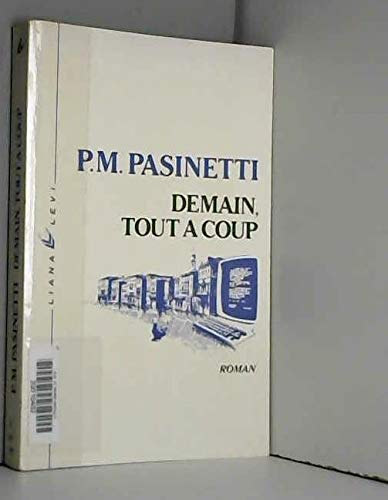 P.M. PASINETTI
DEMAIN,
TOUT A COUP
ROMAN
LIANA LEVI
P.M. PASINETTI DEMAIN, TOUT A COUP